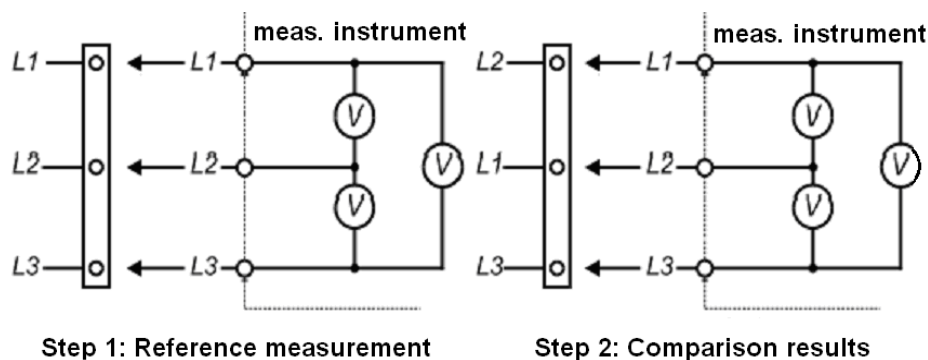 meas. instrument
L1 L1
V
L2 L2 V
V
L3 L3
Step 1: Reference measurement
meas. instrument
L2 L1
V
L1 L2 V
V
L3 L3
Step 2: Comparison results